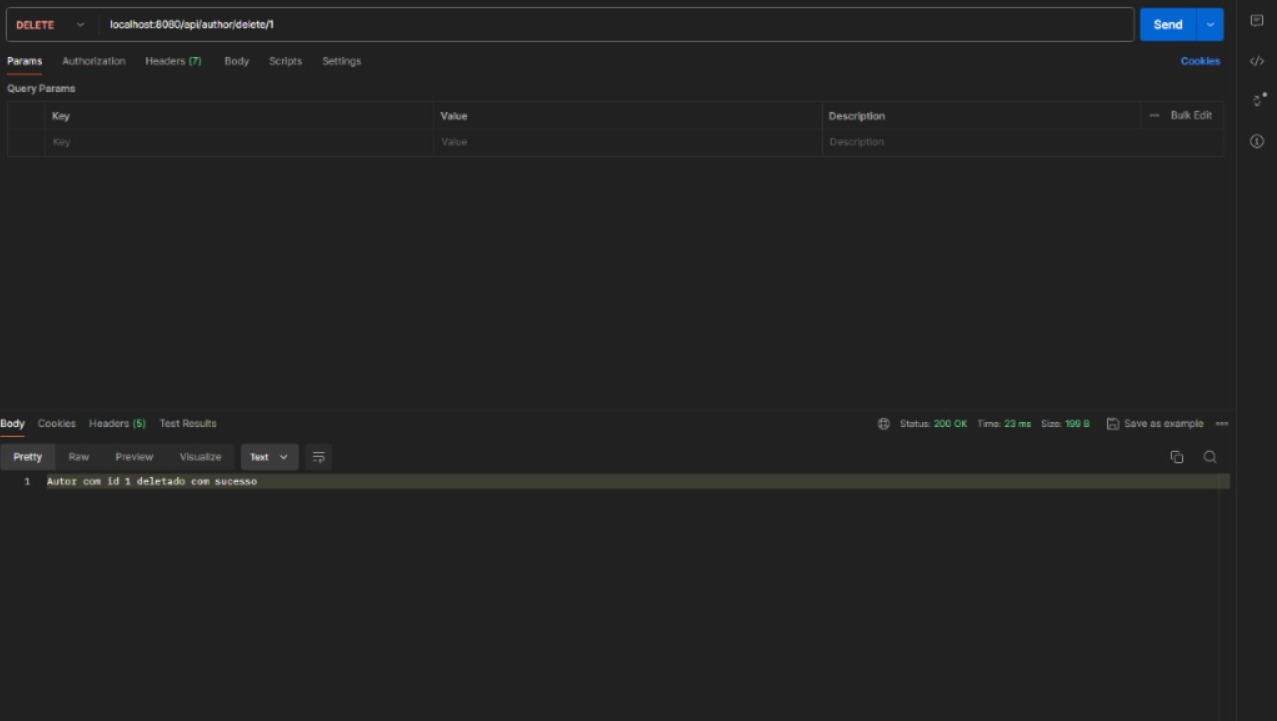 DELETE localhost:8080/api/author/delete/1 Send
Params Authorization Headers (7) Body Scripts Settings Cookies
Query Params
Key Value Description Bulk Edit
Key Value Description
Body Cookies Headers (5) Test Results Status: 200 OK Time: 23 ms Size: 199 B Save as example
Pretty Raw Preview Visualize Text
1 Autor com id 1 deletado com sucesso